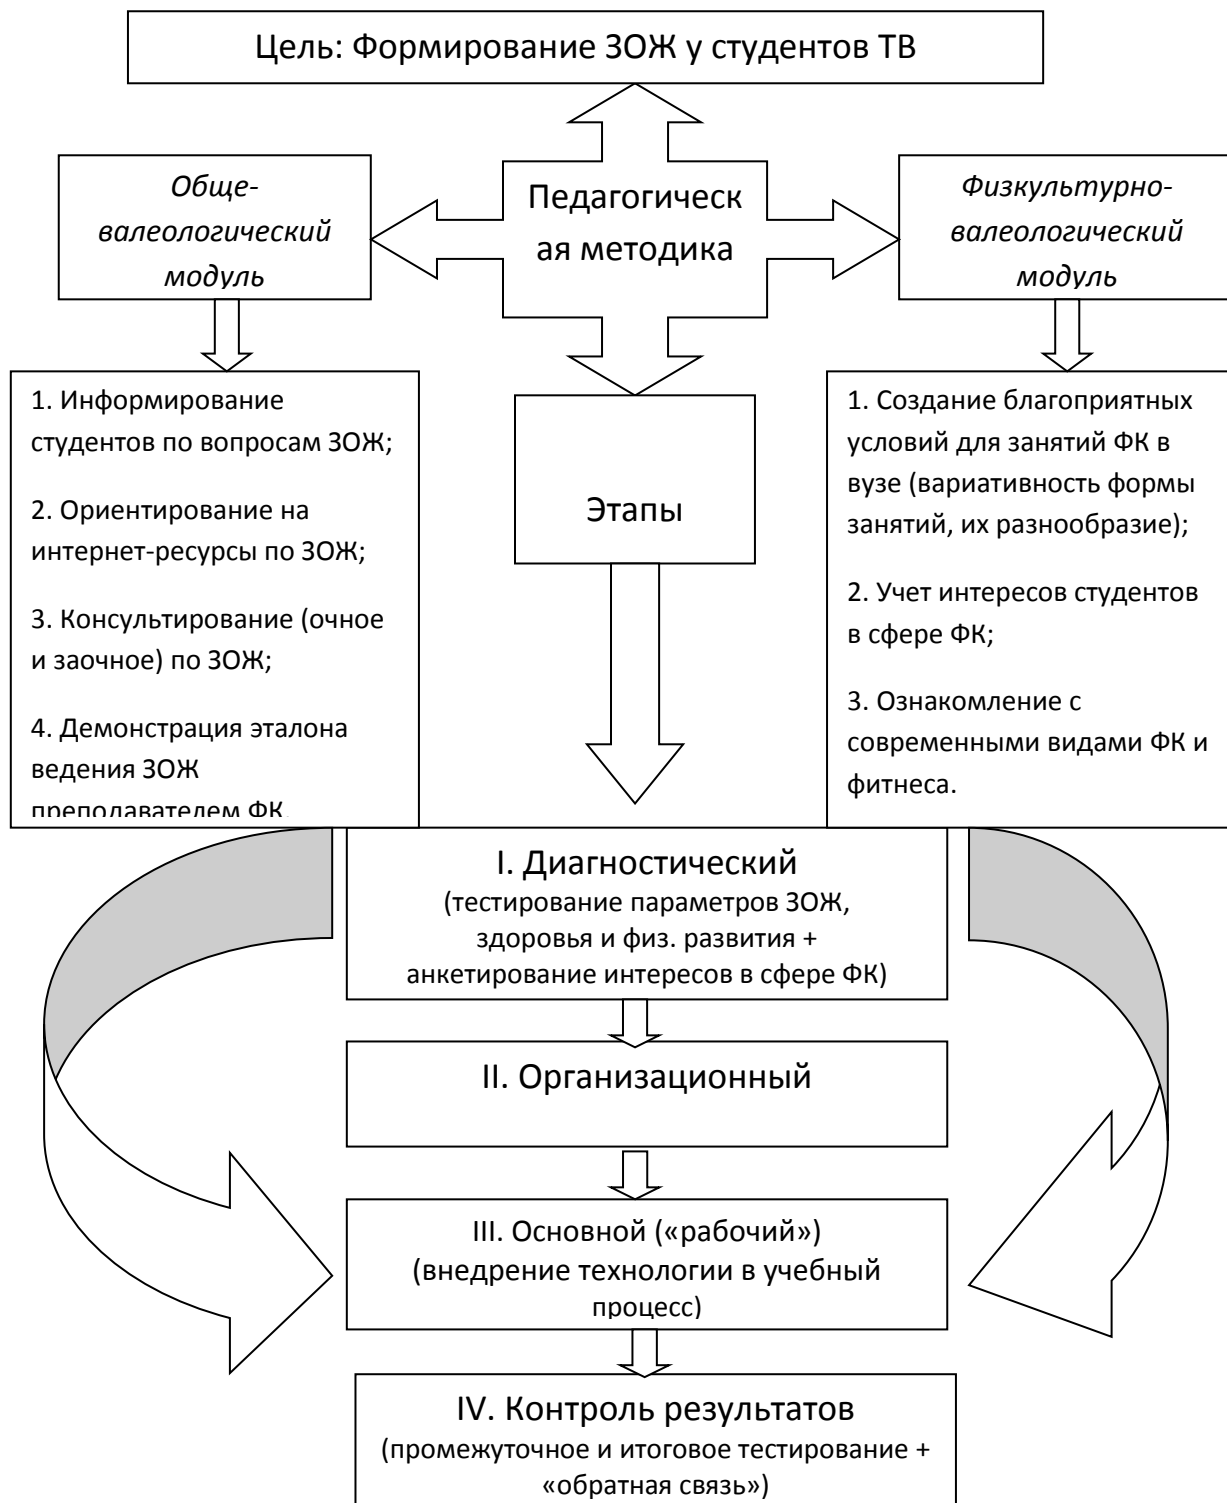 Цель: Формирование ЗОЖ у студентов ТВ
Обще-
валеологический
модуль
Педагогическ
ая методика
Физкультурно-
валеологический
модуль
1. Информирование
студентов по вопросам ЗОЖ;
2. Ориентирование на
интернет-ресурсы по ЗОЖ;
3. Консультирование (очное
и заочное) по ЗОЖ;
4. Демонстрация эталона
ведения ЗОЖ
преподавателем ФК.
Этапы
1. Создание благоприятных
условий для занятий ФК в
вузе (вариативность формы
занятий, их разнообразие);
2. Учет интересов студентов
в сфере ФК;
3. Ознакомление с
современными видами ФК и
фитнеса.
I. Диагностический
(тестирование параметров ЗОЖ,
здоровья и физ. развития +
анкетирование интересов в сфере ФК)
II. Организационный
III. Основной («рабочий»)
(внедрение технологии в учебный
процесс)
IV. Контроль результатов
(промежуточное и итоговое тестирование +
«обратная связь»)